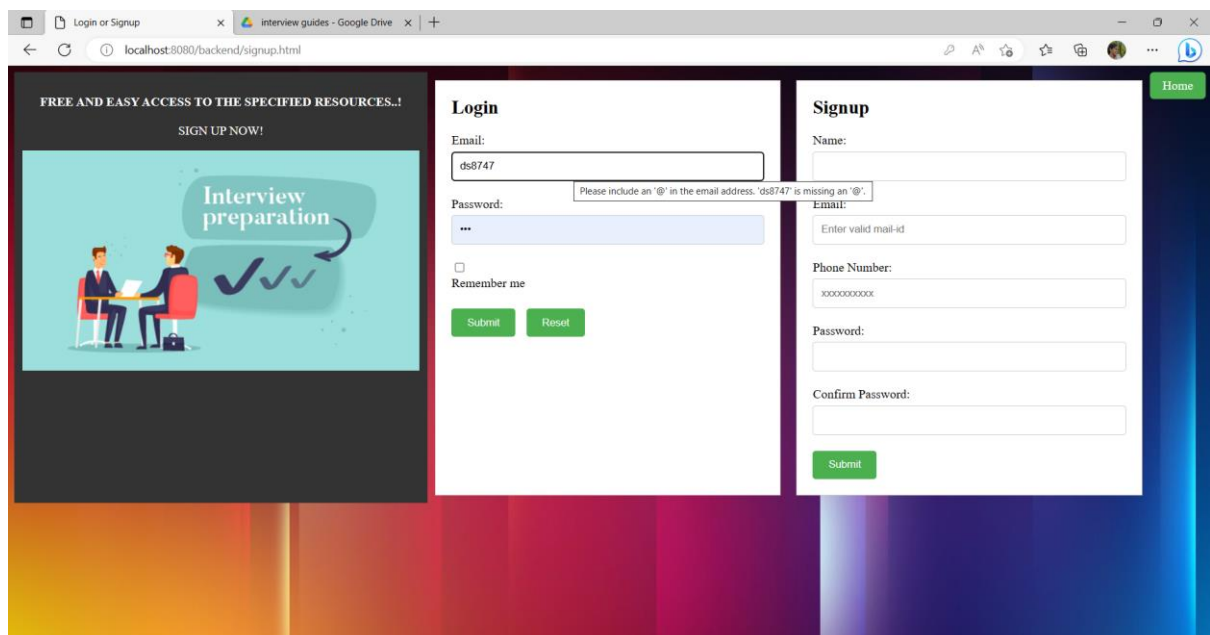 Login or Signup
interview guides - Google Drive
localhost:8080/backend/signup.html
Home
FREE AND EASY ACCESS TO THE SPECIFIED RESOURCES..!
SIGN UP NOW!
Interview
preparation
Login
Email:
ds8747
Please include an '@' in the email address. 'ds8747' is missing an '@'.
Password:
•••
Remember me
Submit Reset
Signup
Name:
Email:
Enter valid mail-id
Phone Number:
xxxxxxxxxx
Password:
Confirm Password:
Submit